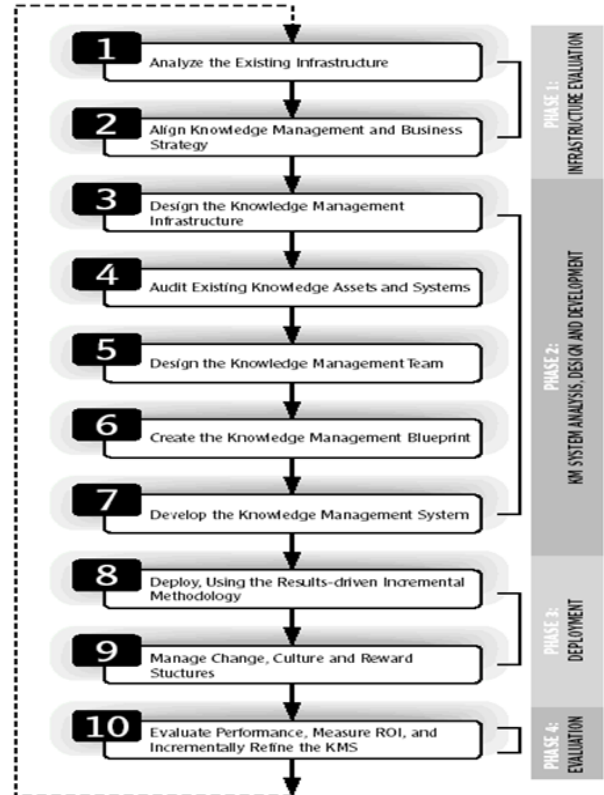 1
Analyze the Existing Infrastructure
2
Align Knowledge Management and Business
Strategy
PHASE 1:
INFRASTRUCTURE EVALUATION
3
Design the Knowledge Management
Infrastructure
4
Audit Existing Knowledge Assets and Systems
5
Design the Knowledge Management Team
6
Create the Knowledge Management Blueprint
7
Develop the Knowledge Management System
PHASE 2:
KM SYSTEM ANALYSIS, DESIGN AND DEVELOPMENT
8
Deploy, Using the Results-driven Incremental
Methodology
9
Manage Change, Culture and Reward
Stuctures
PHASE 3:
DEPLOYMENT
10
Evaluate Performance, Measure ROI, and
Incrementally Refine the KMS
PHASE 4:
EVALUATION